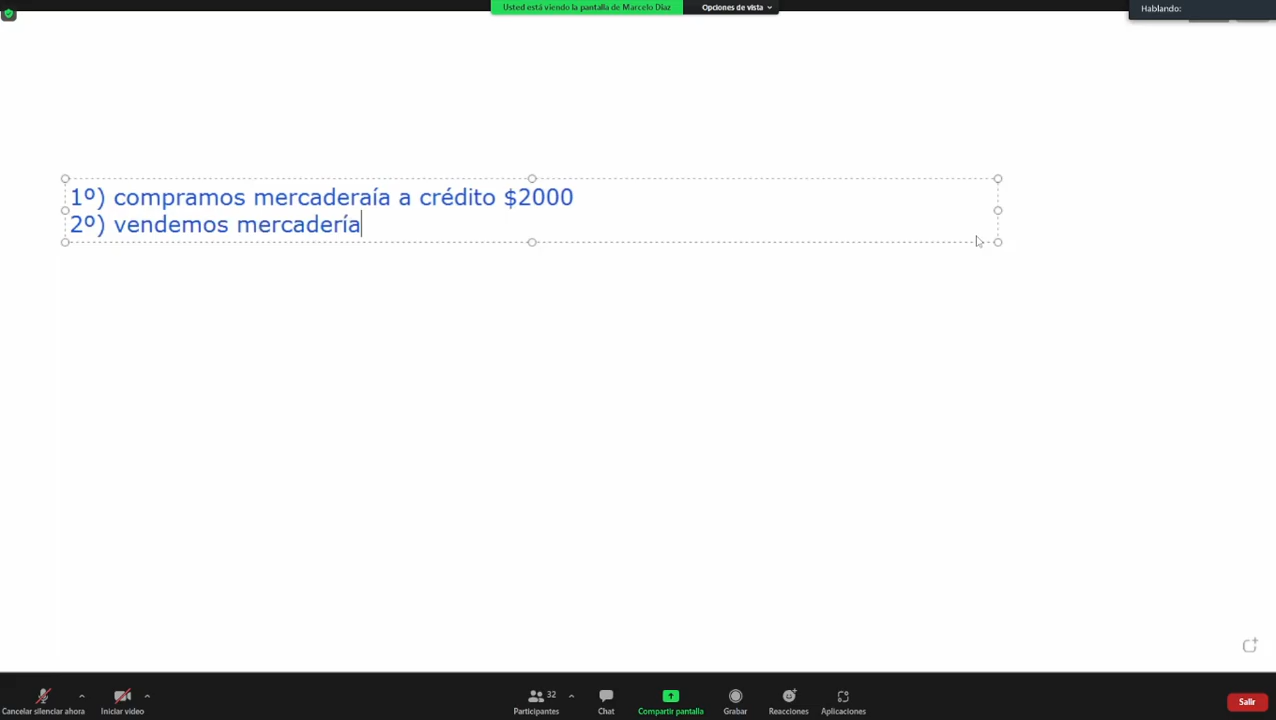 Usted está viendo la pantalla de Marcelo Díaz
Opciones de vista
Hablando:
1º) compramos mercaderaía a crédito $2000
2º) vendemos mercadería
Cancelar silenciar ahora
Iniciar video
32
Participantes
Chat
Compartir pantalla
Grabar
Reacciones
Aplicaciones
Salir